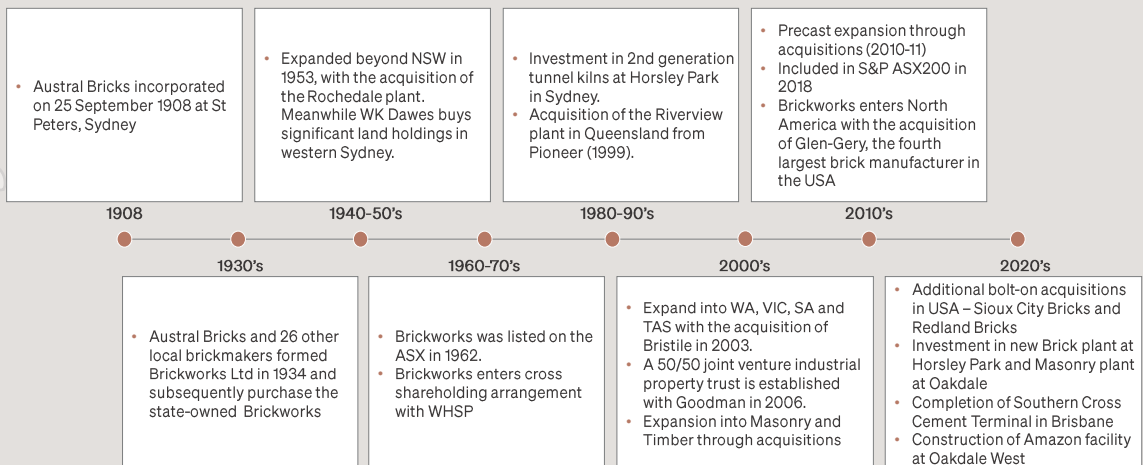 • Austral Bricks incorporated
on 25 September 1908 at St
Peters, Sydney
1908
• Austral Bricks and 26 other
local brickmakers formed
Brickworks Ltd in 1934 and
subsequently purchase the
state-owned Brickworks
1930's
• Expanded beyond NSW in
1953, with the acquisition of
the Rochedale plant.
Meanwhile WK Dawes buys
significant land holdings in
western Sydney.
1940-50's
1960-70's
• Brickworks was listed on the
ASX in 1962.
• Brickworks enters cross
shareholding arrangement
with WHSP
• Investment in 2nd generation
tunnel kilns at Horsley Park
in Sydney.
• Acquisition of the Riverview
plant in Queensland from
Pioneer (1999).
1980-90's
2000's
• Expand into WA, VIC, SA and
TAS with the acquisition of
Bristile in 2003.
• A 50/50 joint venture industrial
property trust is established
with Goodman in 2006.
• Expansion into Masonry and
Timber through acquisitions
• Precast expansion through
acquisitions (2010-11)
• Included in S&P ASX200 in
2018
• Brickworks enters North
America with the acquisition
of Glen-Gery, the fourth
largest brick manufacturer in
the USA
2010's
2020's
• Additional bolt-on acquisitions
in USA – Sioux City Bricks and
Redland Bricks
• Investment in new Brick plant at
Horsley Park and Masonry plant
at Oakdale
• Completion of Southern Cross
Cement Terminal in Brisbane
• Construction of Amazon facility
at Oakdale West